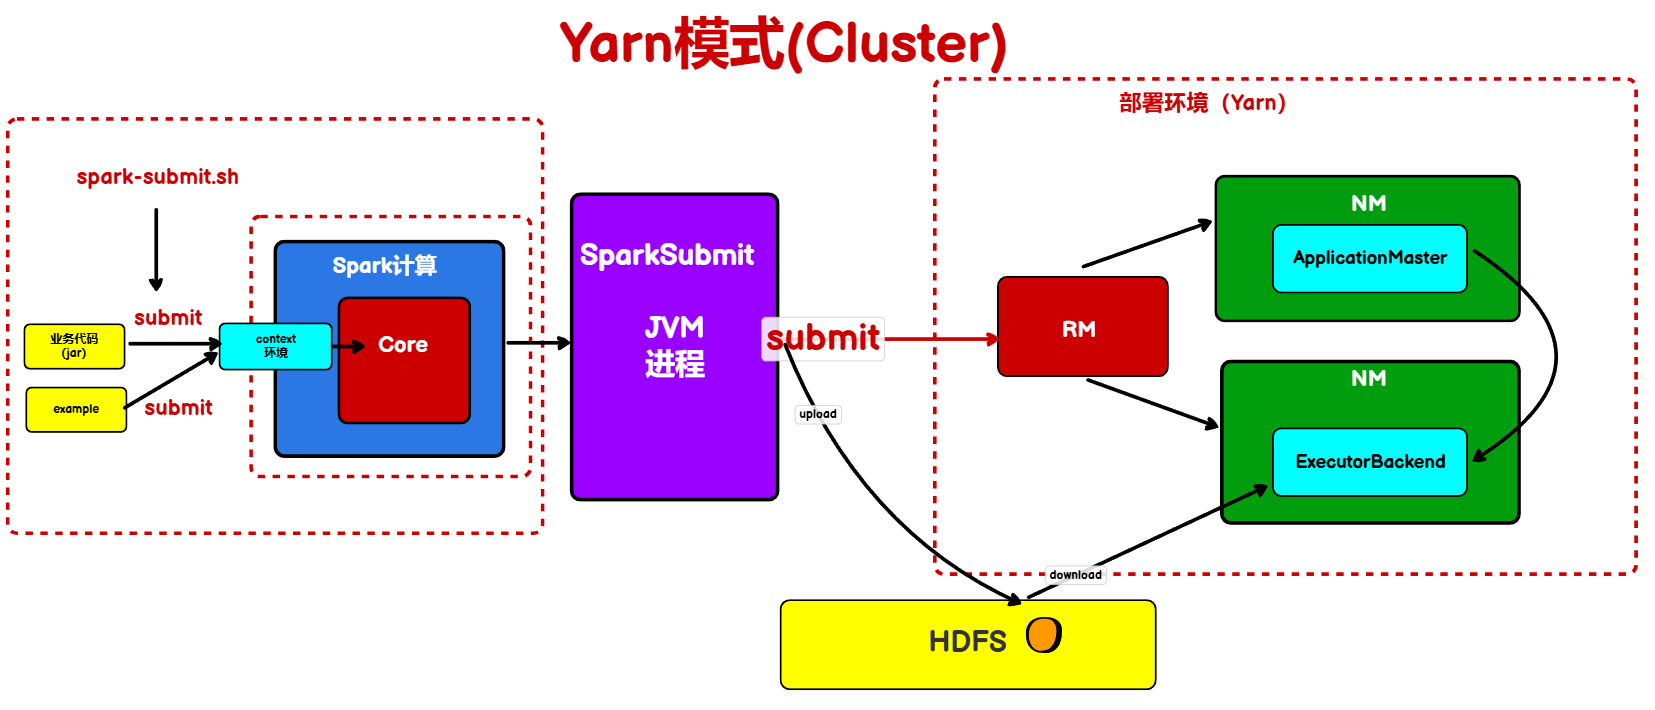 Yarn模式(Cluster)
部署环境（Yarn）
spark-submit.sh
submit
业务代码
(jar)
example
submit
context
环境
Spark计算
Core
SparkSubmit
JVM
进程
submit
upload
RM
NM
ApplicationMaster
NM
ExecutorBackend
download
HDFS